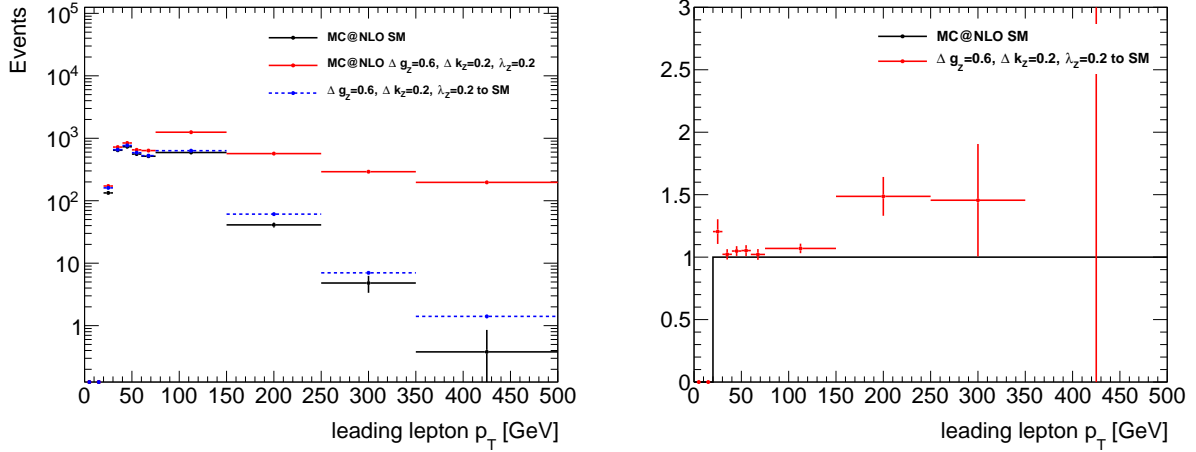 Events
10^5
10^4
10^3
10^2
10
1
MC@NLO SM
MC@NLO Δ g_z=0.6, Δ k_z=0.2, λ_z=0.2
Δ g_z=0.6, Δ k_z=0.2, λ_z=0.2 to SM
0 50 100 150 200 250 300 350 400 450 500
leading lepton p_T [GeV]
3
2.5
2
1.5
1
0.5
0
MC@NLO SM
Δ g_z=0.6, Δ k_z=0.2, λ_z=0.2 to SM
0 50 100 150 200 250 300 350 400 450 500
leading lepton p_T [GeV]